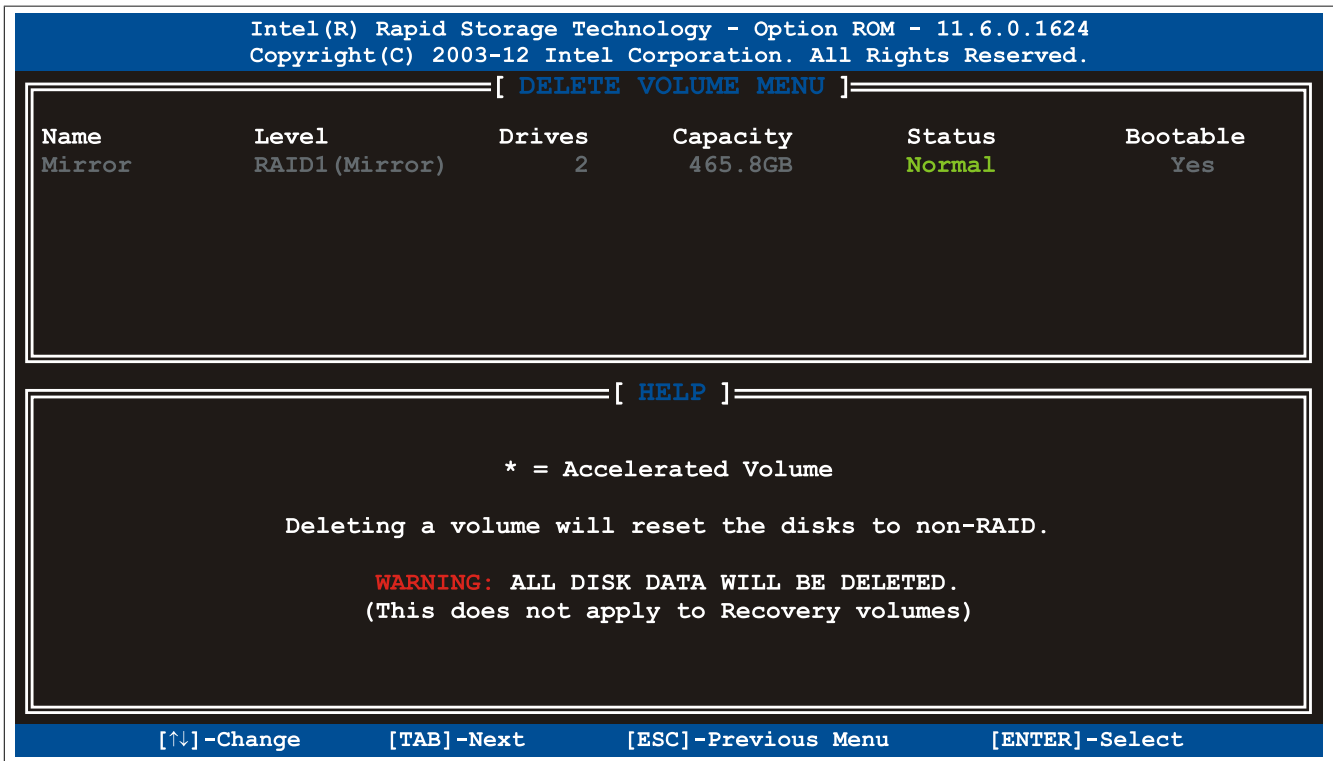 Intel(R) Rapid Storage Technology - Option ROM - 11.6.0.1624
Copyright(C) 2003-12 Intel Corporation. All Rights Reserved.
[ DELETE VOLUME MENU ]
Name Level Drives Capacity Status Bootable
Mirror RAID1(Mirror) 2 465.8GB Normal Yes
[ HELP ]
* = Accelerated Volume
Deleting a volume will reset the disks to non-RAID.
WARNING: ALL DISK DATA WILL BE DELETED.
(This does not apply to Recovery volumes)
[↑↓]-Change [TAB]-Next [ESC]-Previous Menu [ENTER]-Select